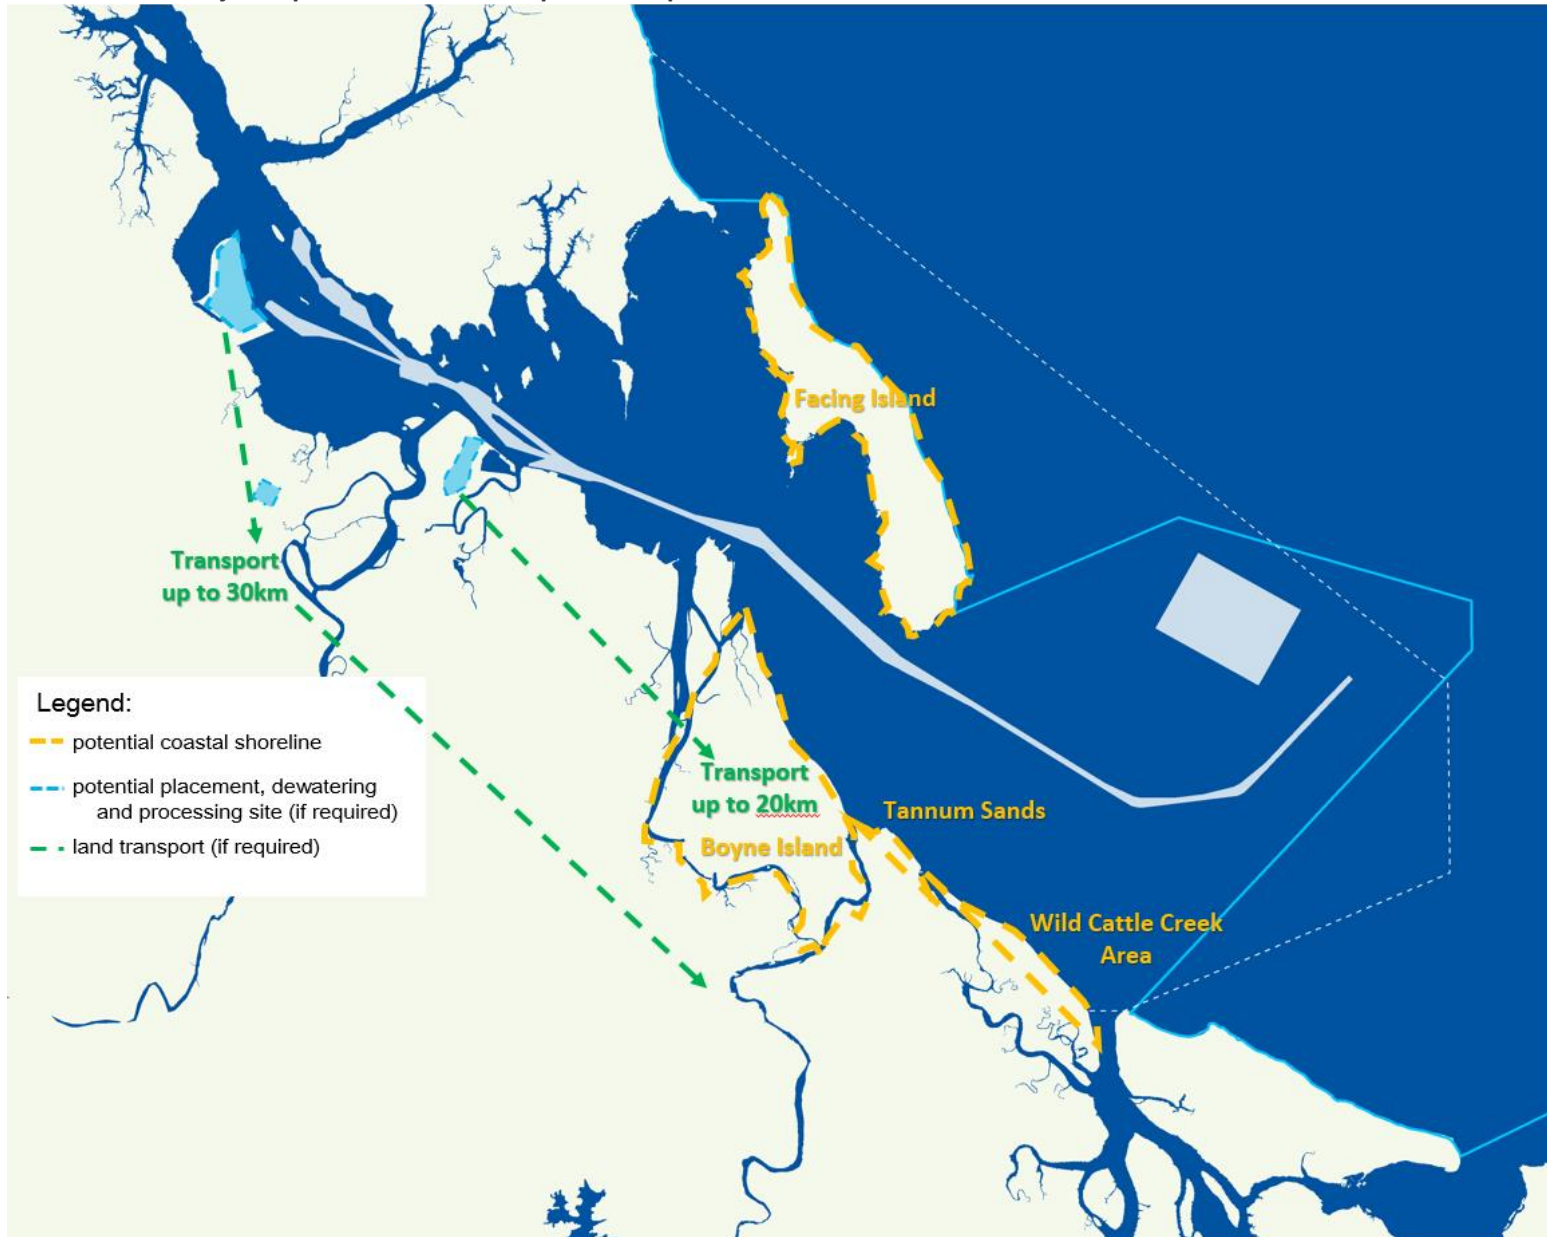 Facing Island
Transport
up to 30km
Legend:
potential coastal shoreline
potential placement, dewatering
and processing site (if required)
land transport (if required)
Transport
up to 20km
Boyne Island
Tannum Sands
Wild Cattle Creek
Area